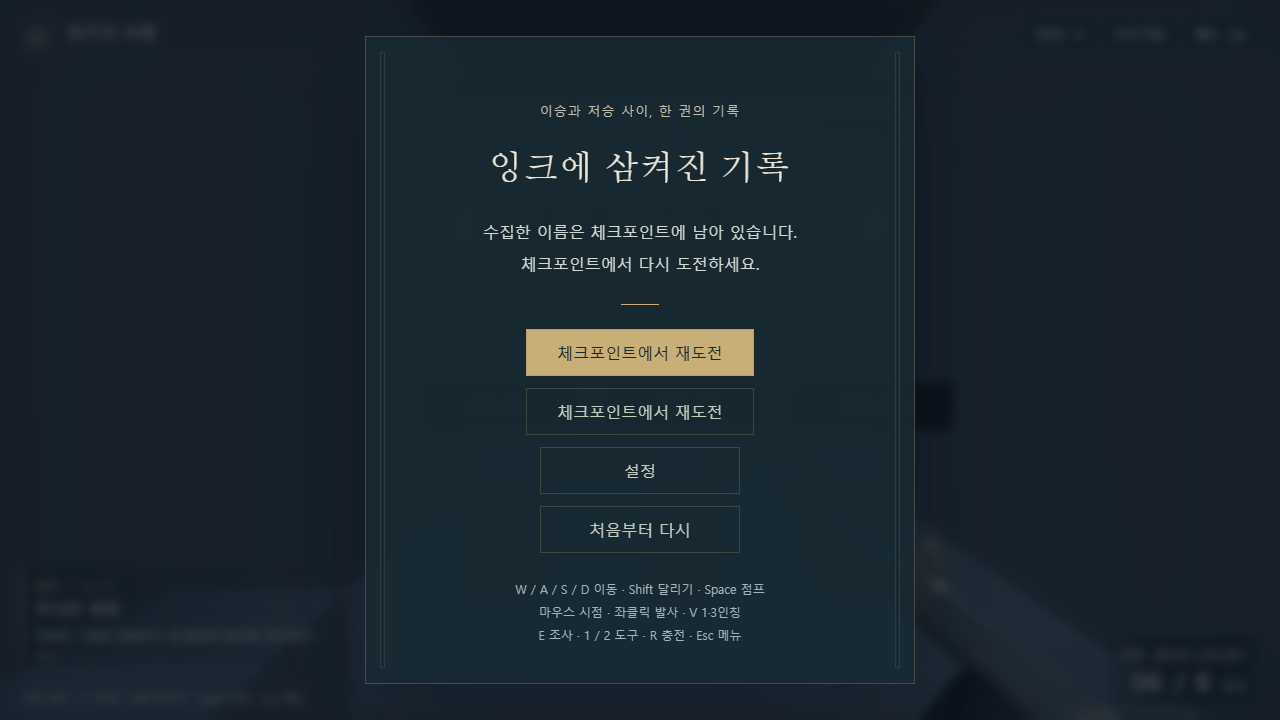 이승과 저승 사이, 한 권의 기록
잉크에 삼켜진 기록
수집한 이름은 체크포인트에 남아 있습니다.
체크포인트에서 다시 도전하세요.
체크포인트에서 재도전
체크포인트에서 재도전
설정
처음부터 다시
W / A / S / D 이동 · Shift 달리기 · Space 점프
마우스 시점 · 좌클릭 발사 · V 1·3인칭
E 조사 · 1 / 2 도구 · R 충전 · Esc 메뉴